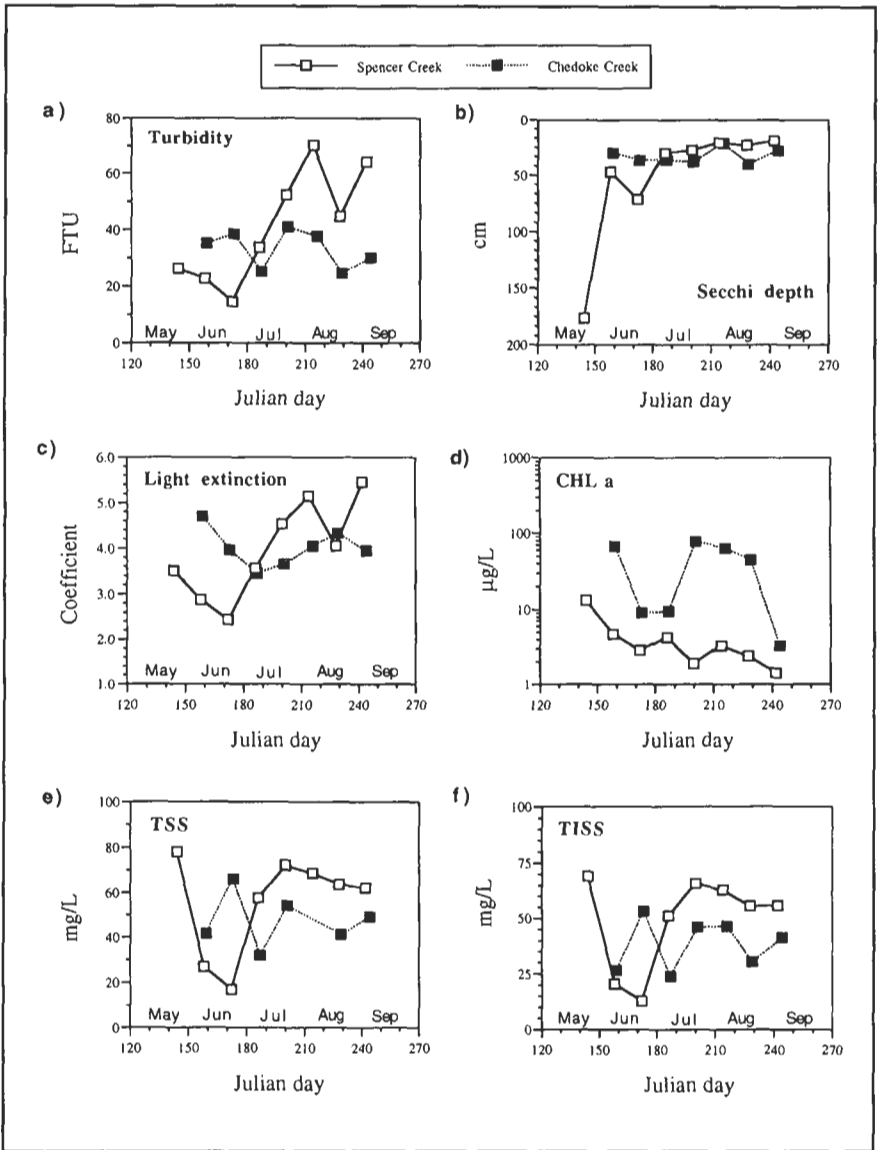 Spencer Creek Chedoke Creek
a)
Turbidity
FTU
80
60
40
20
0
May Jun Jul Aug Sep
120 150 180 210 240 270
Julian day
b)
Secchi depth
cm
0
50
100
150
200
May Jun Jul Aug Sep
120 150 180 210 240 270
Julian day
c)
Light extinction
Coefficient
6.0
5.0
4.0
3.0
2.0
1.0
May Jun Jul Aug Sep
120 150 180 210 240 270
Julian day
d)
CHL a
µg/L
1000
100
10
1
120 150 180 210 240 270
Julian day
e)
TSS
mg/L
100
80
60
40
20
0
May Jun Jul Aug Sep
120 150 180 210 240 270
Julian day
f)
TISS
mg/L
100
75
50
25
0
May Jun Jul Aug Sep
120 150 180 210 240 270
Julian day